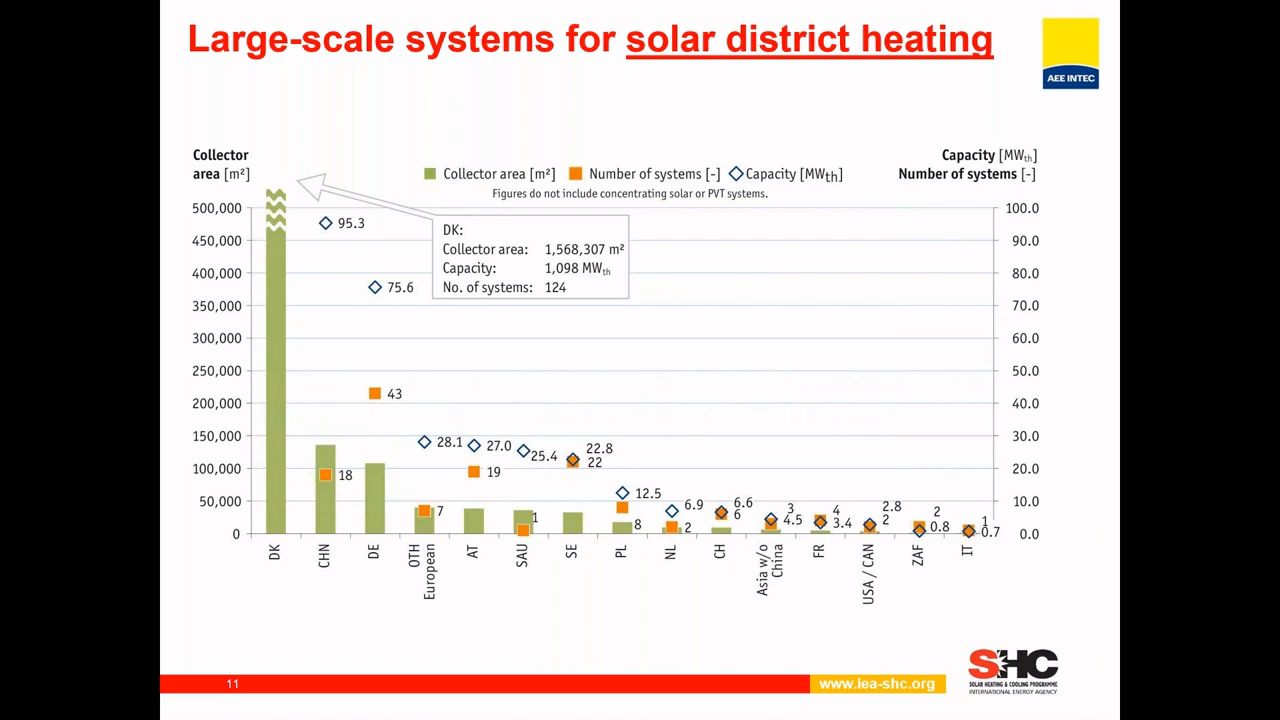 Large-scale systems for solar district heating
AEE INTEC
Collector
area [m²]
Capacity [MWth]
Number of systems [-]
Collector area [m²] Number of systems [-] Capacity [MWth]
Figures do not include concentrating solar or PVT systems.
DK:
Collector area: 1,568,307 m²
Capacity: 1,098 MWth
No. of systems: 124
500,000
450,000
400,000
350,000
300,000
250,000
200,000
150,000
100,000
50,000
0
100.0
90.0
80.0
70.0
60.0
50.0
40.0
30.0
20.0
10.0
0.0
95.3
18
75.6
43
28.1
7
27.0
19
25.4
1
22.8
22
12.5
8
6.9
2
6.6
6
3
4.5
4
3.4
2.8
2
2
0.8
1
0.7
DK
CHN
DE
OTH
European
AT
SAU
SE
PL
NL
CH
Asia w/o
China
FR
USA / CAN
ZAF
IT
11
www.iea-shc.org
SHC
SOLAR HEATING & COOLING PROGRAMME
INTERNATIONAL ENERGY AGENCY